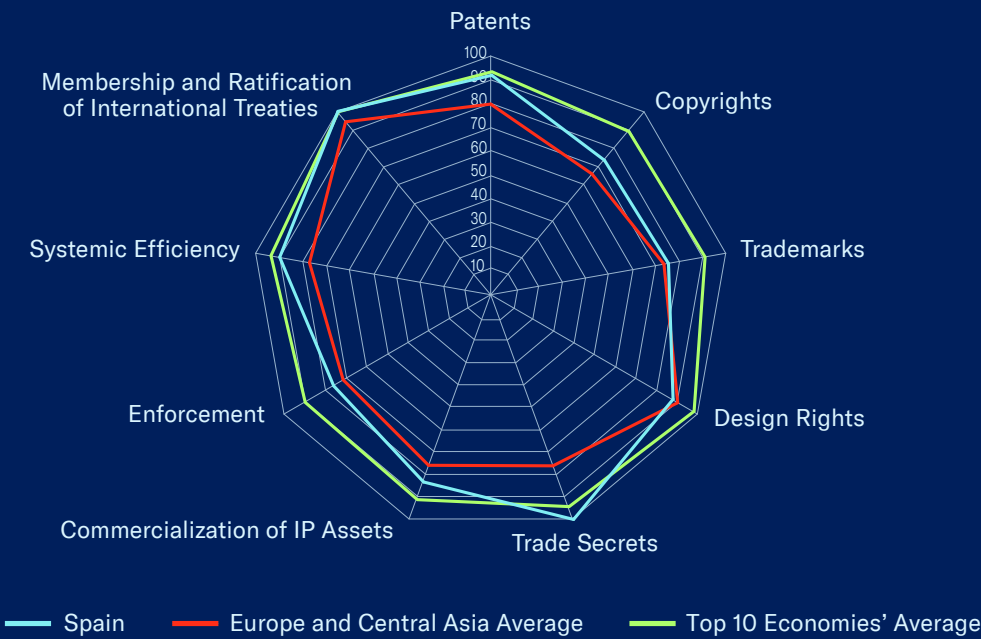 Patents
Membership and Ratification
of International Treaties
Copyrights
100
90
80
70
60
50
40
30
20
10
Systemic Efficiency
Trademarks
Enforcement
Design Rights
Commercialization of IP Assets
Trade Secrets
Spain
Europe and Central Asia Average
Top 10 Economies’ Average